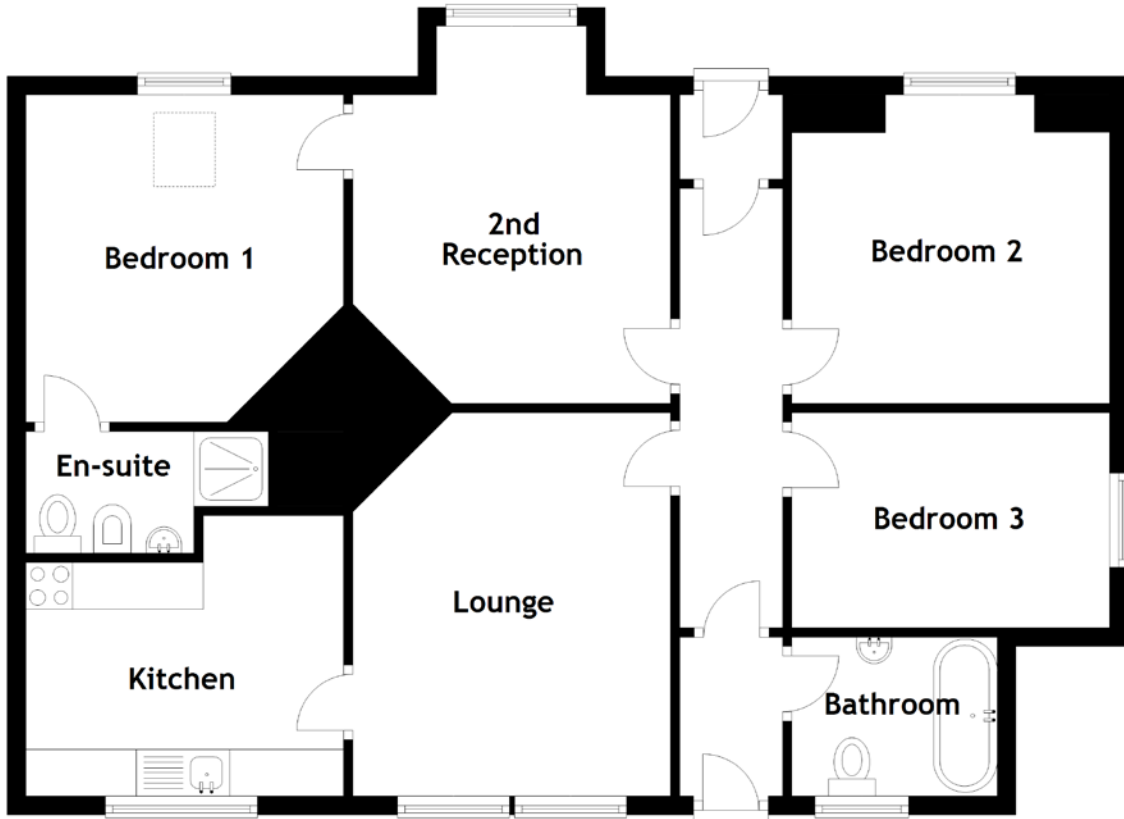 2nd
Reception
Bedroom 1
Bedroom 2
En-suite
Bedroom 3
Lounge
Kitchen
Bathroom